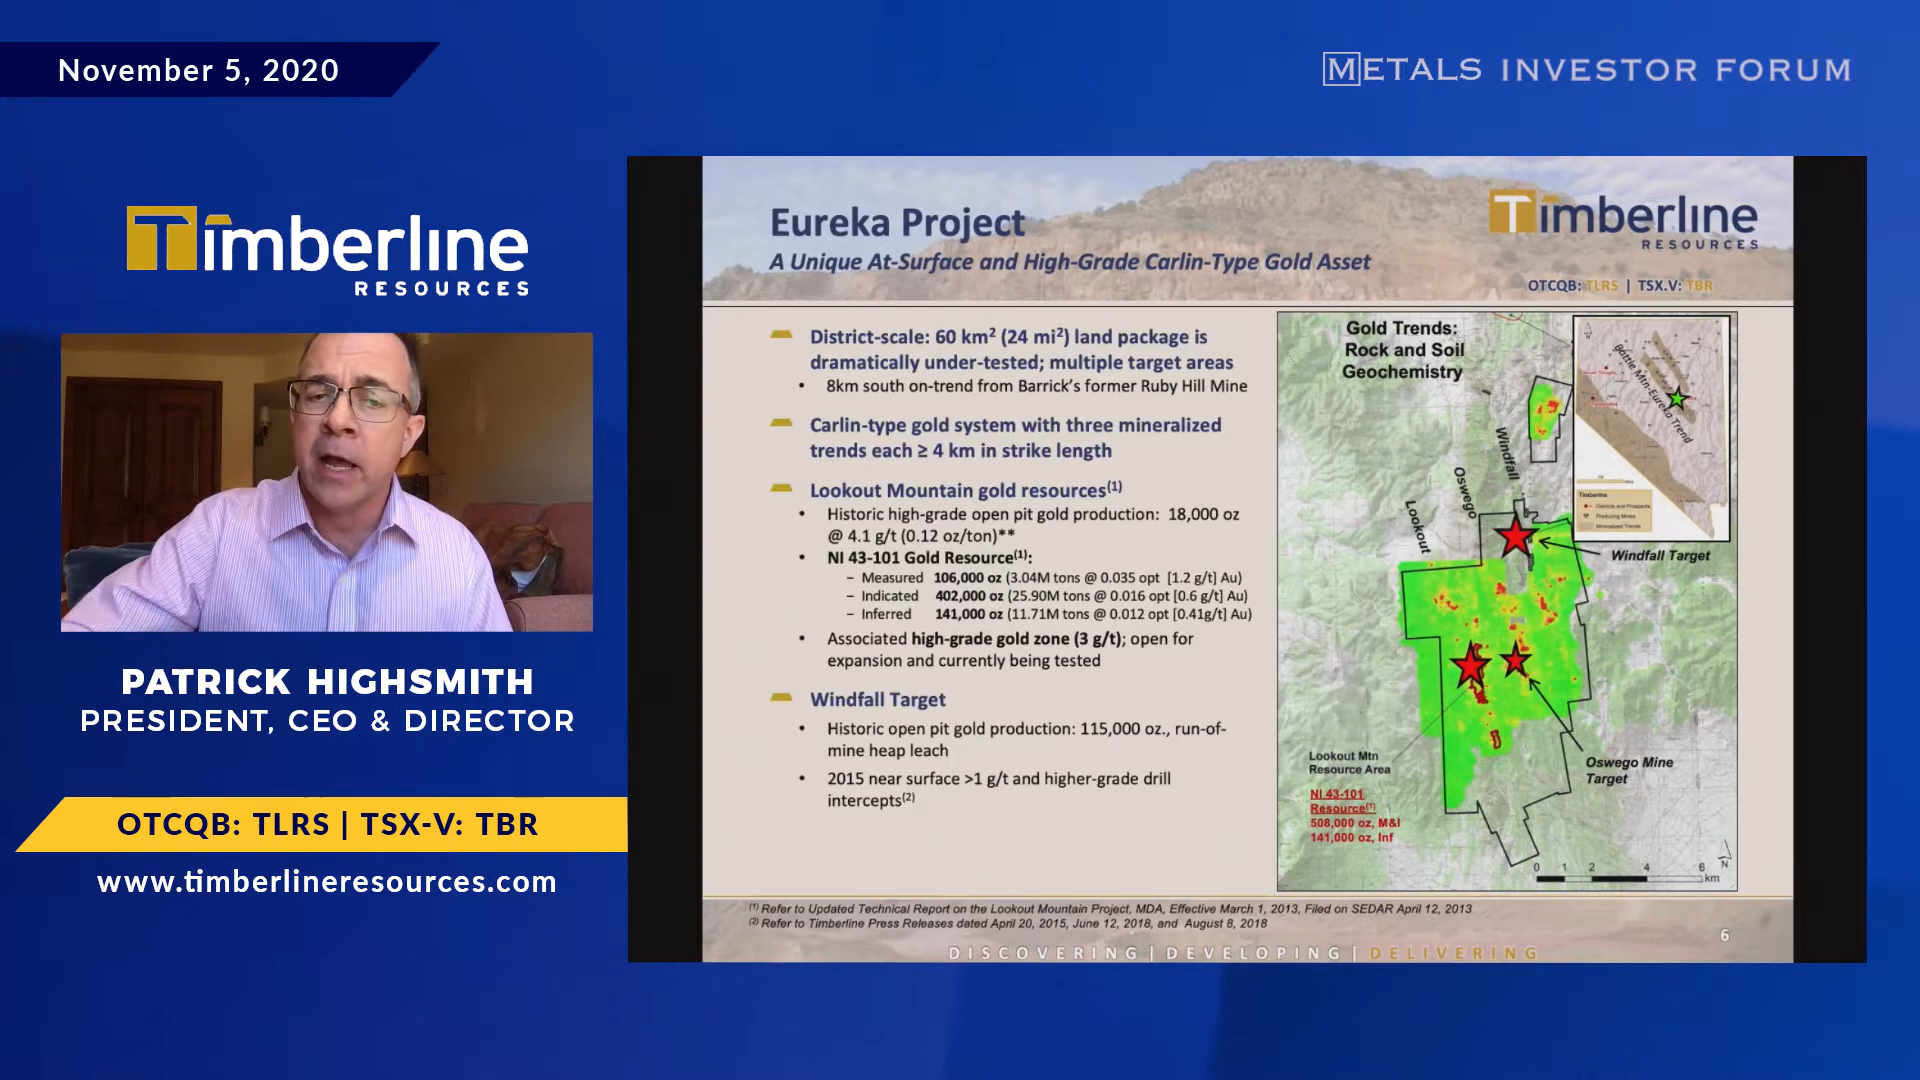 November 5, 2020
METALS INVESTOR FORUM
Timberline
RESOURCES
PATRICK HIGHSMITH
PRESIDENT, CEO & DIRECTOR
OTCQB: TLRS | TSX-V: TBR
www.timberlineresources.com
Eureka Project
A Unique At-Surface and High-Grade Carlin-Type Gold Asset
Timberline
RESOURCES
OTCQB: TLRS | TSX.V: TBR
District-scale: 60 km² (24 mi²) land package is
dramatically under-tested; multiple target areas
• 8km south on-trend from Barrick's former Ruby Hill Mine
Carlin-type gold system with three mineralized
trends each ≥ 4 km in strike length
Lookout Mountain gold resources(1)
• Historic high-grade open pit gold production: 18,000 oz
@ 4.1 g/t (0.12 oz/ton)**
• NI 43-101 Gold Resource(1):
– Measured 106,000 oz (3.04M tons @ 0.035 opt [1.2 g/t] Au)
– Indicated 402,000 oz (25.90M tons @ 0.016 opt [0.6 g/t] Au)
– Inferred 141,000 oz (11.71M tons @ 0.012 opt [0.41g/t] Au)
• Associated high-grade gold zone (3 g/t); open for
expansion and currently being tested
Windfall Target
• Historic open pit gold production: 115,000 oz., run-of-
mine heap leach
• 2015 near surface >1 g/t and higher-grade drill
intercepts(2)
Gold Trends:
Rock and Soil
Geochemistry
Battle Mtn-Eureka Trend
Timberline
Districts and Prospects
Producing Mines
Mineralized Trends
Windfall
Oswego
Lookout
Windfall Target
Oswego Mine
Target
Lookout Mtn
Resource Area
NI 43-101
Resource(1)
508,000 oz, M&I
141,000 oz, Inf
0 1 2 4 6
km
N
(1) Refer to Updated Technical Report on the Lookout Mountain Project, MDA, Effective March 1, 2013, Filed on SEDAR April 12, 2013
(2) Refer to Timberline Press Releases dated April 20, 2015, June 12, 2018, and August 8, 2018
6
DISCOVERING | DEVELOPING | DELIVERING